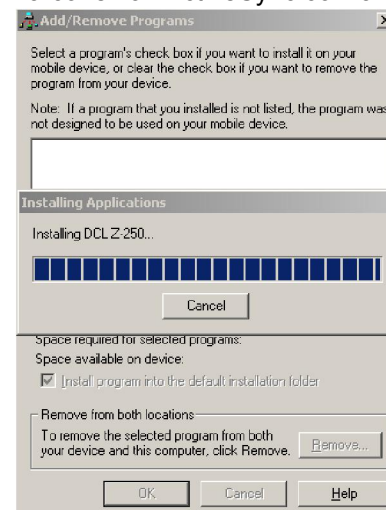 Add/Remove Programs
Select a program's check box if you want to install it on your
mobile device, or clear the check box if you want to remove the
program from your device.
Note: If a program that you installed is not listed, the program was
not designed to be used on your mobile device.
Installing Applications
Installing DCL Z-250...
Cancel
Space required for selected programs:
Space available on device:
Install program into the default installation folder
Remove from both locations
To remove the selected program from both
your device and this computer, click Remove.
Remove...
OK
Cancel
Help